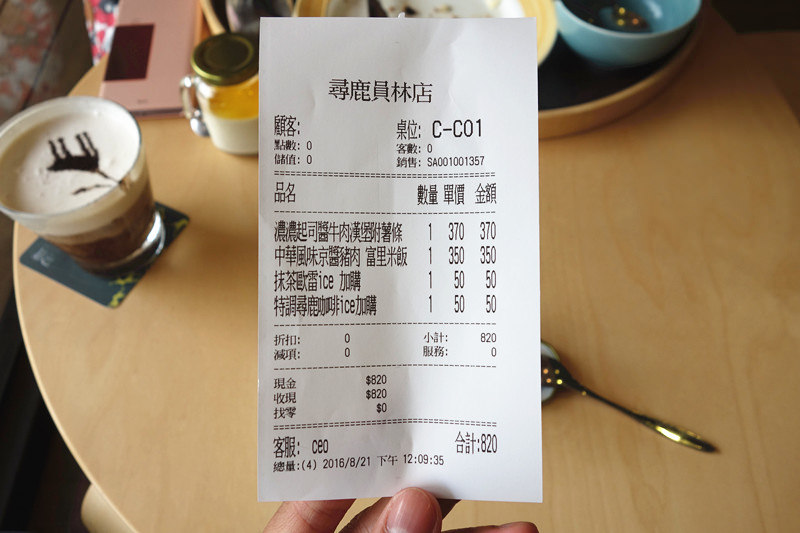 尋鹿員林店
顧客: 桌位: C-C01
點數: 0 客數: 0
儲值: 0 銷售: SA001001357
品名 數量 單價 金額
濃濃起司醬牛肉漢堡附薯條 1 370 370
中華風味京醬豬肉 富里米飯 1 350 350
抹茶歐雷ice 加購 1 50 50
特調尋鹿咖啡ice加購 1 50 50
折扣: 0 小計: 820
減項: 0 服務: 0
現金 $820
收現 $820
找零 $0
客服: ceo 合計:820
總量:(4) 2016/8/21 下午 12:09:35